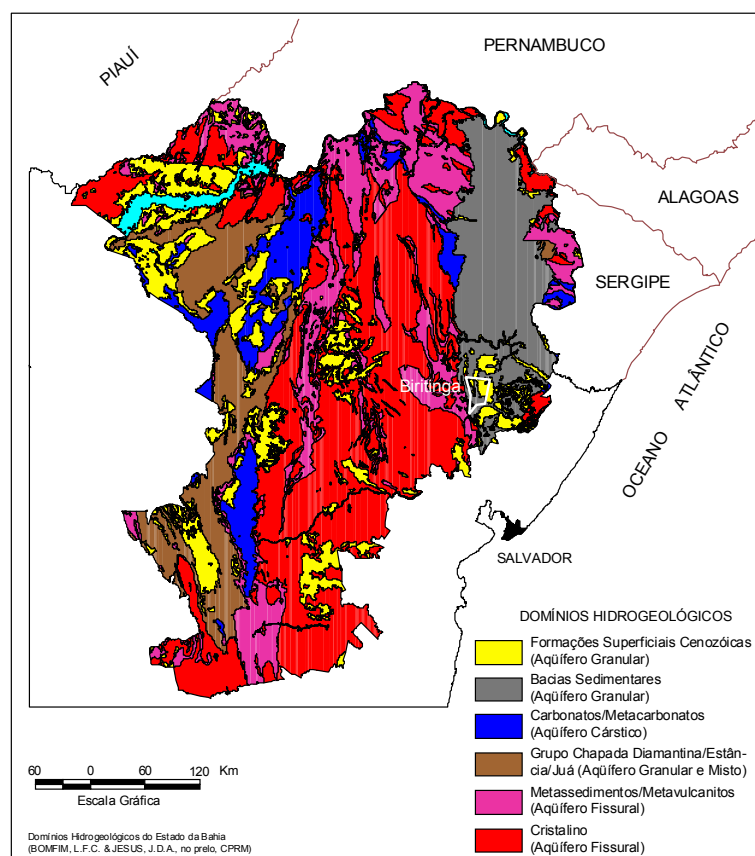 PERNAMBUCO
PIAUÍ
ALAGOAS
SERGIPE
Biritinga
OCEANO ATLÂNTICO
SALVADOR
DOMÍNIOS HIDROGEOLÓGICOS
Formações Superficiais Cenozóicas
(Aqüífero Granular)
Bacias Sedimentares
(Aqüífero Granular)
Carbonatos/Metacarbonatos
(Aqüífero Cárstico)
Grupo Chapada Diamantina/Estân-
cia/Juá (Aqüífero Granular e Misto)
Metassedimentos/Metavulcanitos
(Aqüífero Fissural)
Cristalino
(Aqüífero Fissural)
60 0 60 120 Km
Escala Gráfica
Domínios Hidrogeológicos do Estado da Bahia
(BOMFIM, L.F.C. & JESUS, J.D.A., no prelo, CPRM)